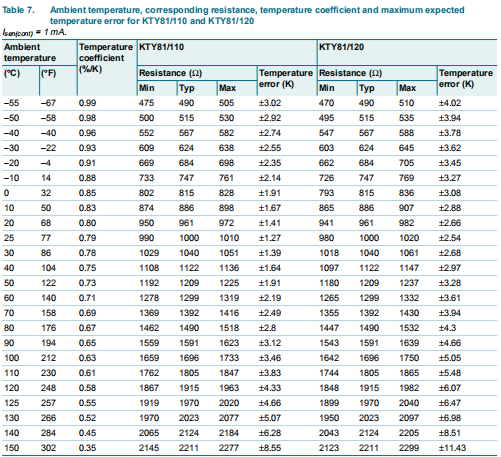 Table 7. Ambient temperature, corresponding resistance, temperature coefficient and maximum expected
temperature error for KTY81/110 and KTY81/120
Isen(cont) = 1 mA.
Ambient temperature Temperature coefficient (%/K) KTY81/110 KTY81/120
(°C) (°F) Resistance (Ω) Temperature error (K) Resistance (Ω) Temperature error (K)
Min Typ Max Min Typ Max
–55 –67 0.99 475 490 505 ±3.02 470 490 510 ±4.02
–50 –58 0.98 500 515 530 ±2.92 495 515 535 ±3.94
–40 –40 0.96 552 567 582 ±2.74 547 567 588 ±3.78
–30 –22 0.93 609 624 638 ±2.55 603 624 645 ±3.62
–20 –4 0.91 669 684 698 ±2.35 662 684 705 ±3.45
–10 14 0.88 733 747 761 ±2.14 726 747 769 ±3.27
0 32 0.85 802 815 828 ±1.91 793 815 836 ±3.08
10 50 0.83 874 886 898 ±1.67 865 886 907 ±2.88
20 68 0.80 950 961 972 ±1.41 941 961 982 ±2.66
25 77 0.79 990 1000 1010 ±1.27 980 1000 1020 ±2.54
30 86 0.78 1029 1040 1051 ±1.39 1018 1040 1061 ±2.68
40 104 0.75 1108 1122 1136 ±1.64 1097 1122 1147 ±2.97
50 122 0.73 1192 1209 1225 ±1.91 1180 1209 1237 ±3.28
60 140 0.71 1278 1299 1319 ±2.19 1265 1299 1332 ±3.61
70 158 0.69 1369 1392 1416 ±2.49 1355 1392 1430 ±3.94
80 176 0.67 1462 1490 1518 ±2.8 1447 1490 1532 ±4.3
90 194 0.65 1559 1591 1623 ±3.12 1543 1591 1639 ±4.66
100 212 0.63 1659 1696 1733 ±3.46 1642 1696 1750 ±5.05
110 230 0.61 1762 1805 1847 ±3.83 1744 1805 1865 ±5.48
120 248 0.58 1867 1915 1963 ±4.33 1848 1915 1982 ±6.07
125 257 0.55 1919 1970 2020 ±4.66 1899 1970 2040 ±6.47
130 266 0.52 1970 2023 2077 ±5.07 1950 2023 2097 ±6.98
140 284 0.45 2065 2124 2184 ±6.28 2043 2124 2205 ±8.51
150 302 0.35 2145 2211 2277 ±8.55 2123 2211 2299 ±11.43